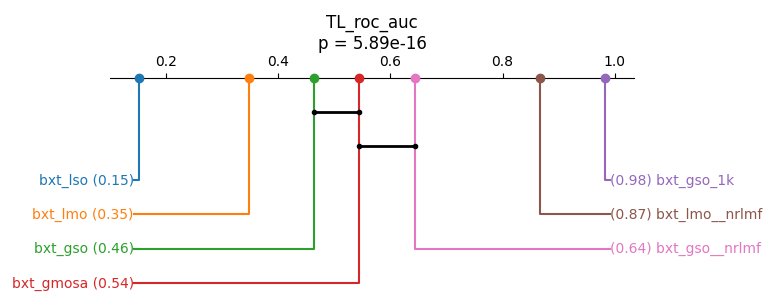 TL_roc_auc
p = 5.89e-16
0.2 0.4 0.6 0.8 1.0
bxt_lso (0.15) (0.98) bxt_gso_1k
bxt_lmo (0.35) (0.87) bxt_lmo__nrlmf
bxt_gso (0.46) (0.64) bxt_gso__nrlmf
bxt_gmosa (0.54)